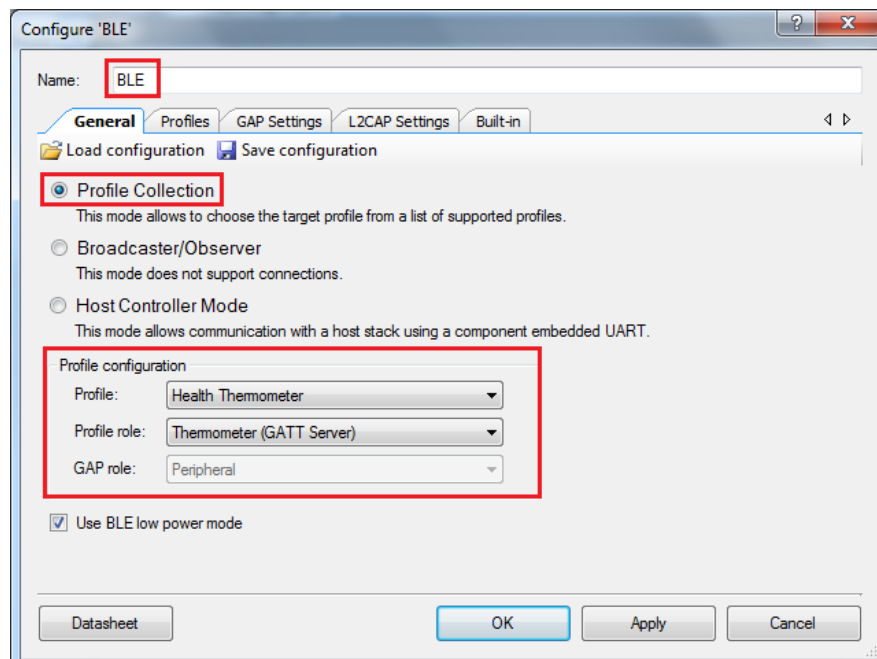 Configure 'BLE'
Name: BLE
General Profiles GAP Settings L2CAP Settings Built-in
Load configuration Save configuration
Profile Collection
This mode allows to choose the target profile from a list of supported profiles.
Broadcaster/Observer
This mode does not support connections.
Host Controller Mode
This mode allows communication with a host stack using a component embedded UART.
Profile configuration
Profile: Health Thermometer
Profile role: Thermometer (GATT Server)
GAP role: Peripheral
Use BLE low power mode
Datasheet OK Apply Cancel